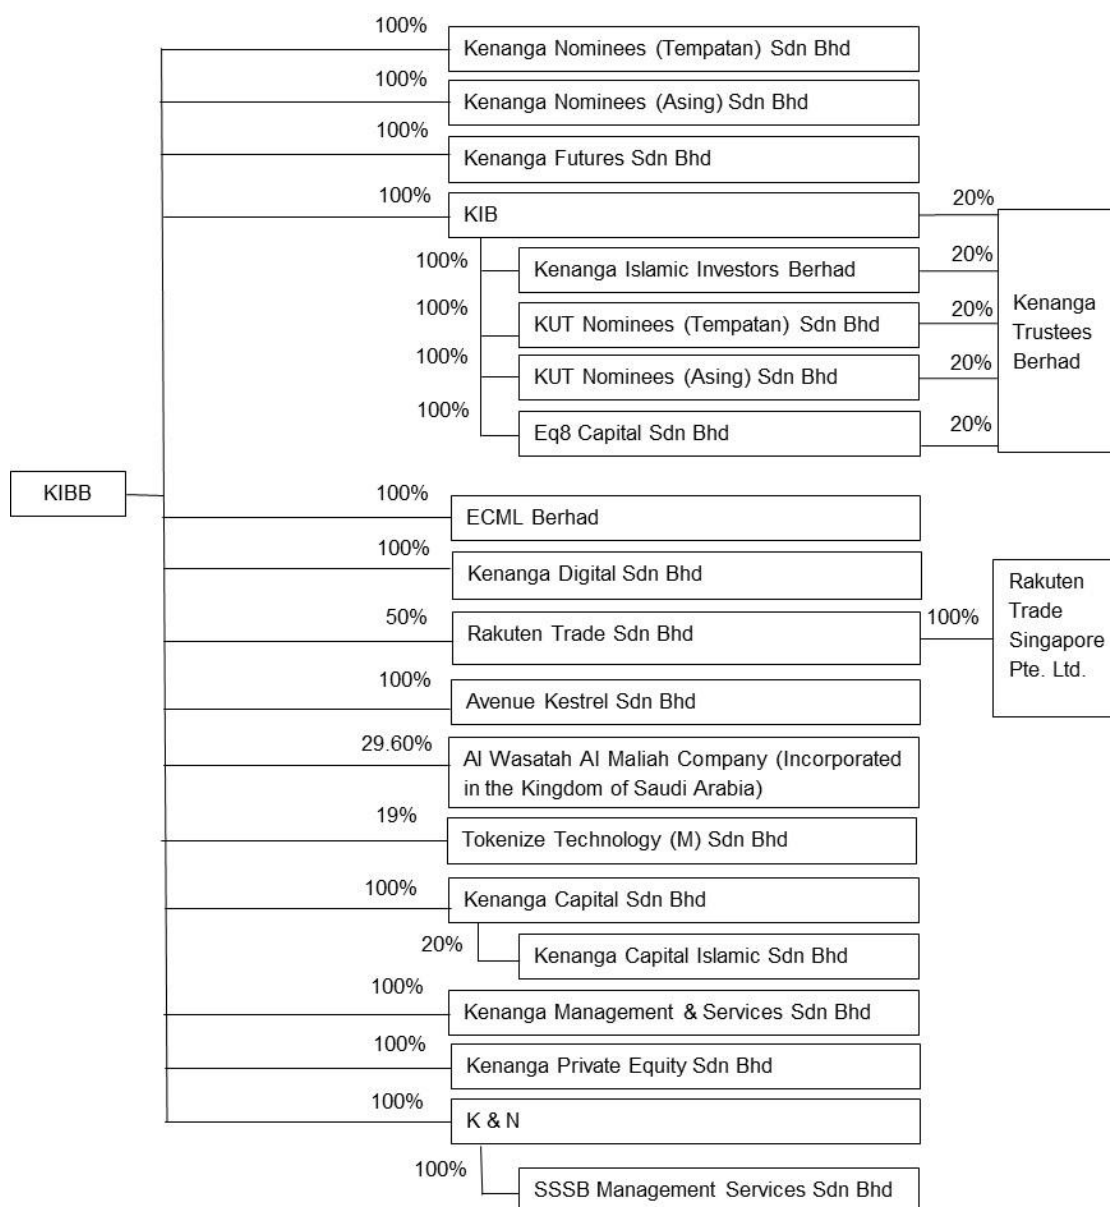 100%
Kenanga Nominees (Tempatan) Sdn Bhd
100%
Kenanga Nominees (Asing) Sdn Bhd
100%
Kenanga Futures Sdn Bhd
100%
KIB
20%
100%
Kenanga Islamic Investors Berhad
20%
100%
KUT Nominees (Tempatan) Sdn Bhd
20%
100%
KUT Nominees (Asing) Sdn Bhd
20%
100%
Eq8 Capital Sdn Bhd
20%
Kenanga
Trustees
Berhad
KIBB
100%
ECML Berhad
100%
Kenanga Digital Sdn Bhd
50%
Rakuten Trade Sdn Bhd
100%
Rakuten
Trade
Singapore
Pte. Ltd.
100%
Avenue Kestrel Sdn Bhd
29.60%
Al Wasatah Al Maliah Company (Incorporated
in the Kingdom of Saudi Arabia)
19%
Tokenize Technology (M) Sdn Bhd
100%
Kenanga Capital Sdn Bhd
20%
Kenanga Capital Islamic Sdn Bhd
100%
Kenanga Management & Services Sdn Bhd
100%
Kenanga Private Equity Sdn Bhd
100%
K & N
100%
SSSB Management Services Sdn Bhd